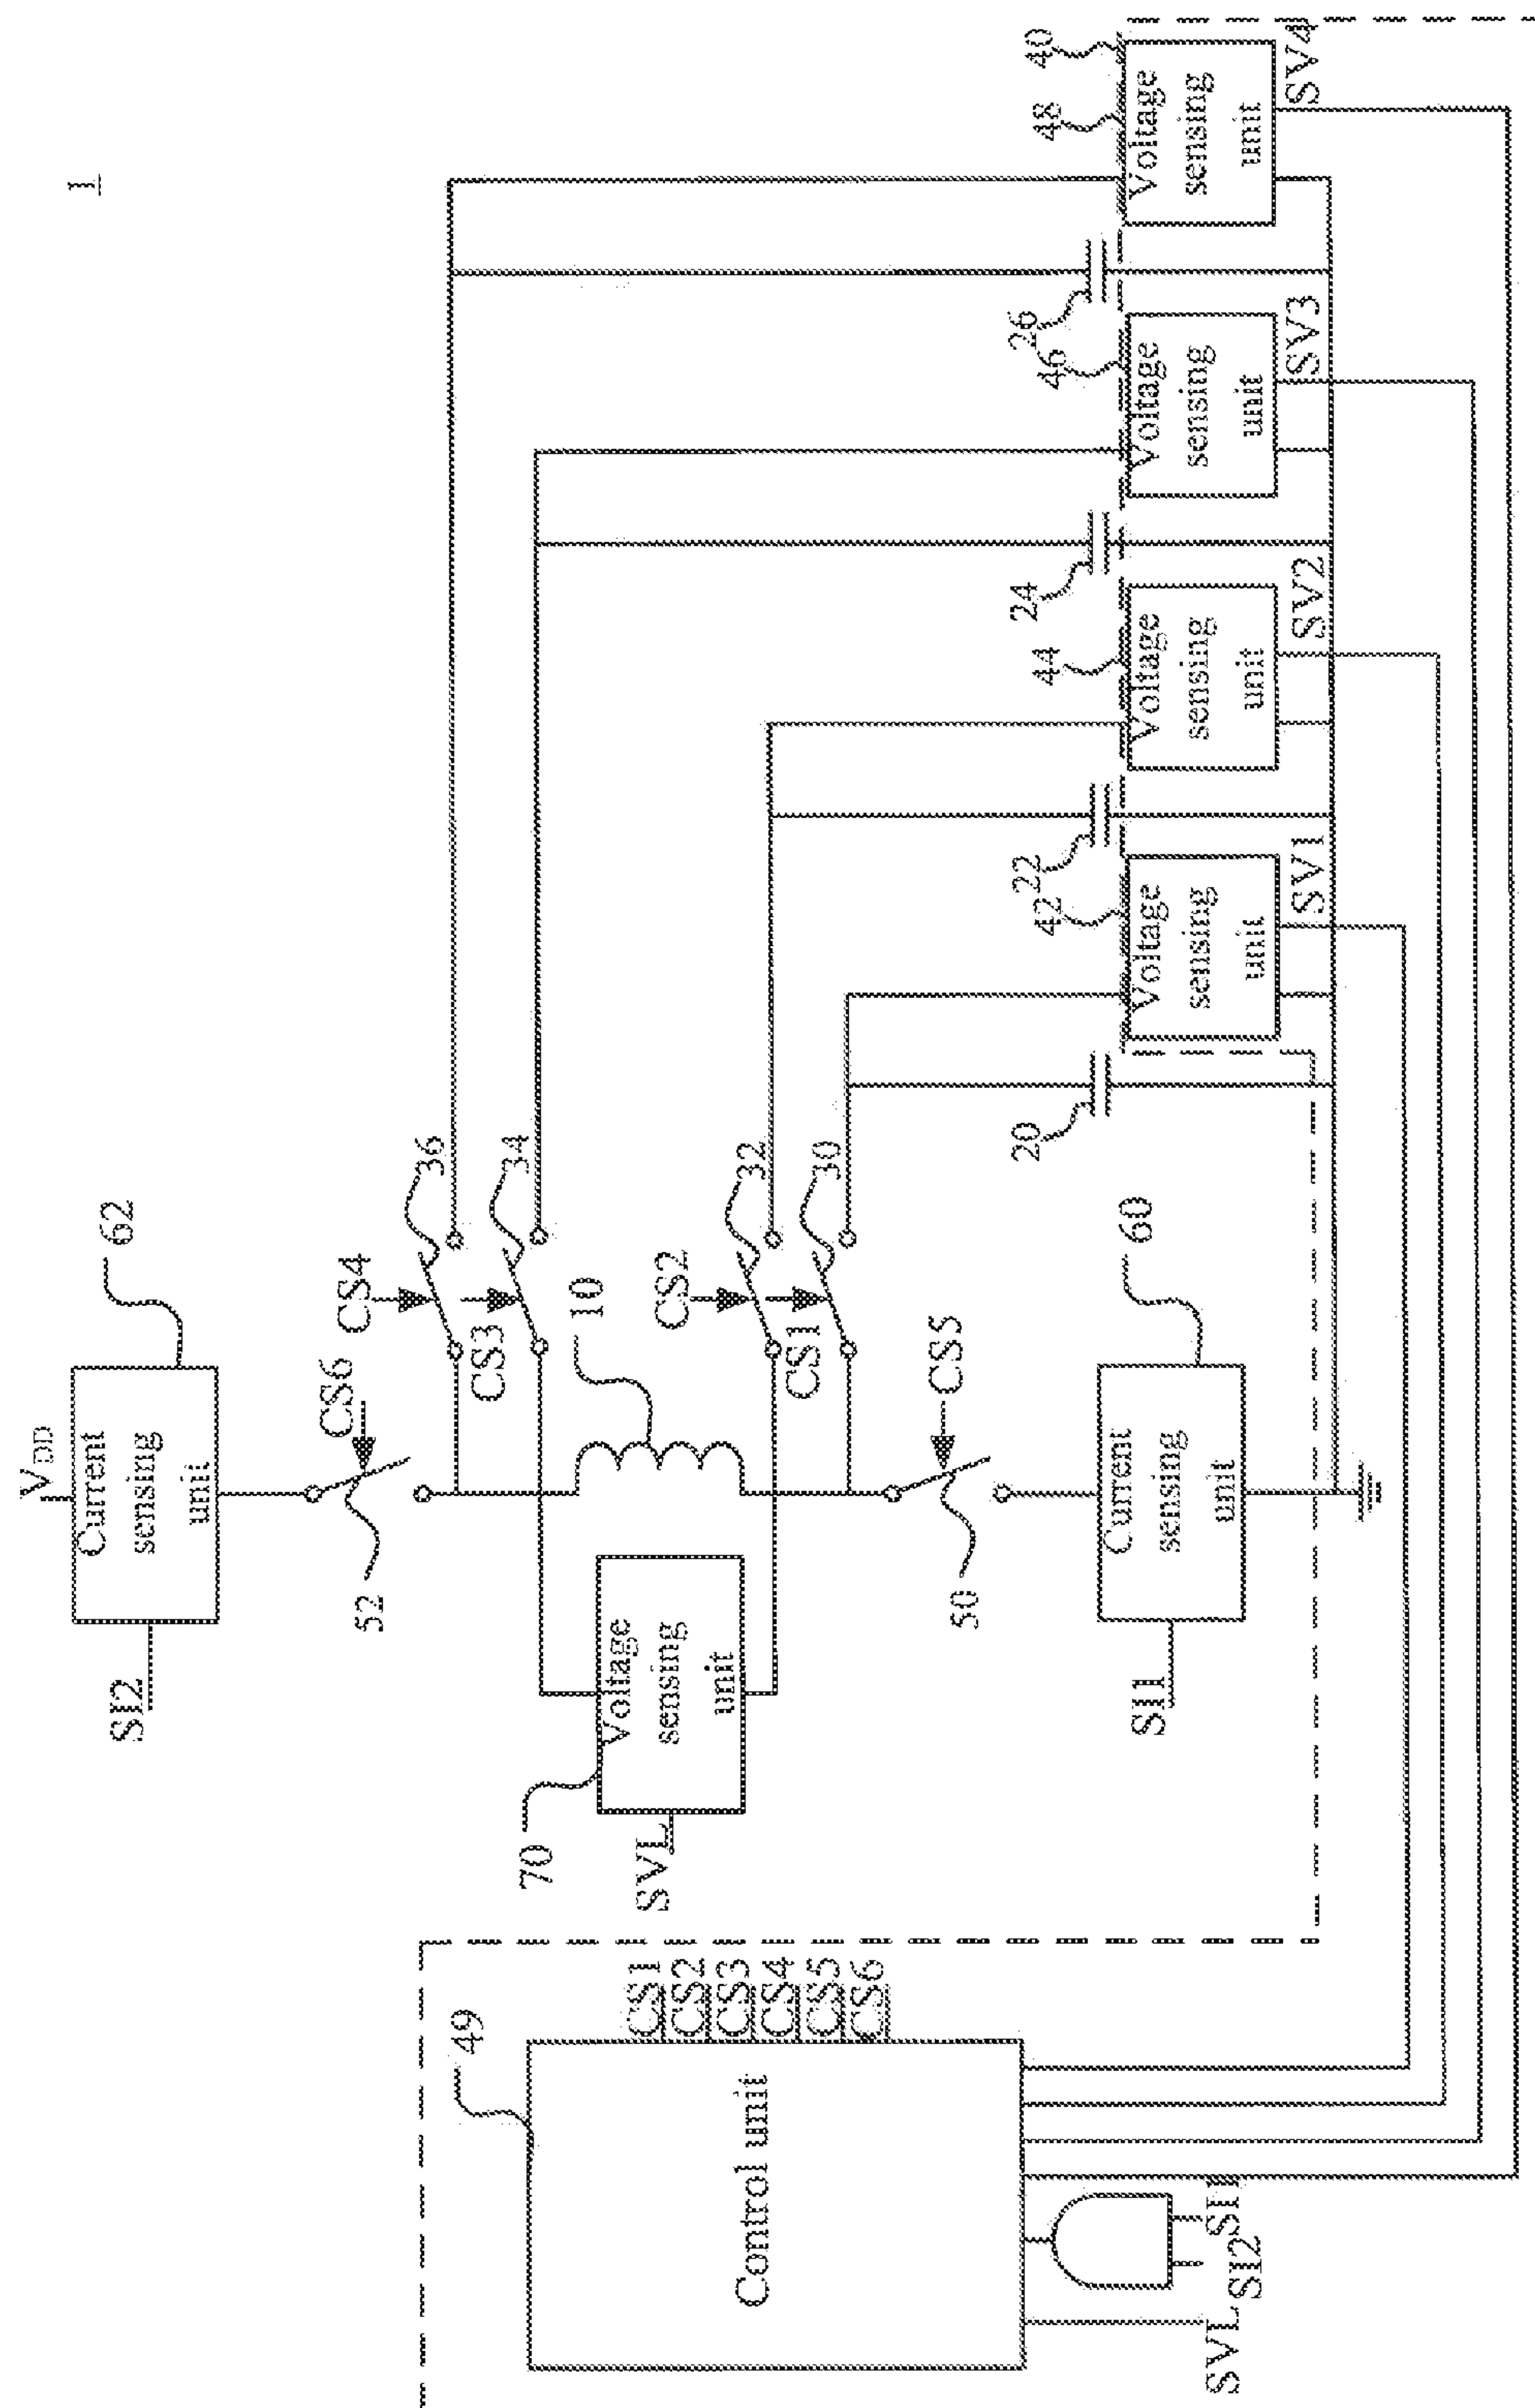 1
VDD
Current
sensing
unit
62
SI2
CS6
52
CS4
36
CS3
34
10
CS2
32
CS1
30
Voltage
sensing
unit
70
SVL
CS5
50
Current
sensing
unit
60
SI1
20
22
24
26
40
42
Voltage
sensing
unit
SV1
44
Voltage
sensing
unit
SV2
46
Voltage
sensing
unit
SV3
48
Voltage
sensing
unit
SV4
49
Control unit
CS1
CS2
CS3
CS4
CS5
CS6
SVL
SI2
SI1